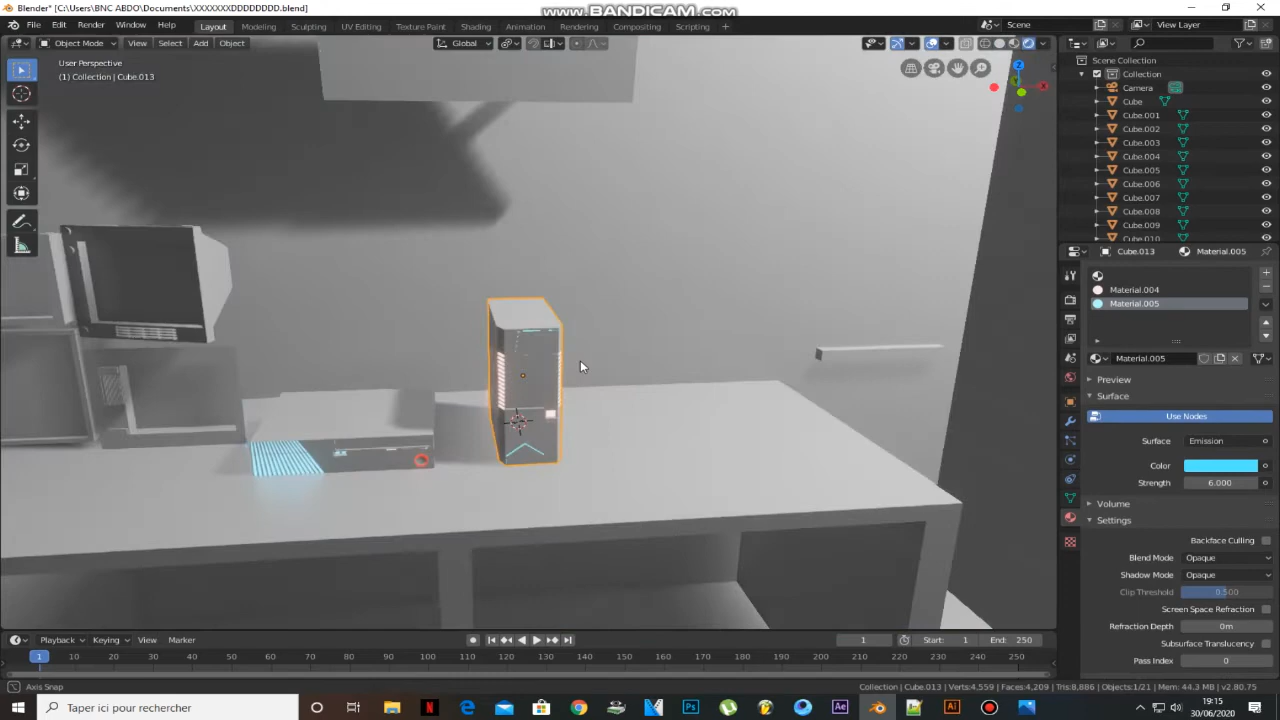 Blender* [C:\Users\BNC ABDO\Documents\XXXXXXXDDDDDDDD.blend]
www.BANDICAM.com
File Edit Render Window Help Layout Modeling Sculpting UV Editing Texture Paint Shading Animation Rendering Compositing Scripting + Scene View Layer
Object Mode View Select Add Object Global
User Perspective
(1) Collection | Cube.013
Scene Collection
Collection
Camera
Cube
Cube.001
Cube.002
Cube.003
Cube.004
Cube.005
Cube.006
Cube.007
Cube.008
Cube.009
Cube.010
Cube.013 Material.005
Material.004
Material.005
Material.005
Preview
Surface
Use Nodes
Surface Emission
Color
Strength 6.000
Volume
Settings
Backface Culling
Blend Mode Opaque
Shadow Mode Opaque
Clip Threshold 0.500
Screen Space Refraction
Refraction Depth 0m
Subsurface Translucency
Pass Index 0
Playback Keying View Marker 1 Start: 1 End: 250
1 10 20 30 40 50 60 70 80 90 100 110 120 130 140 150 160 170 180 190 200 210 220 230 240 250
Axis Snap
Collection | Cube.013 | Verts:4,559 | Faces:4,209 | Tris:8,886 | Objects:1/21 | Mem: 44.3 MB | v2.80.75
Taper ici pour rechercher
19:15
30/06/2020